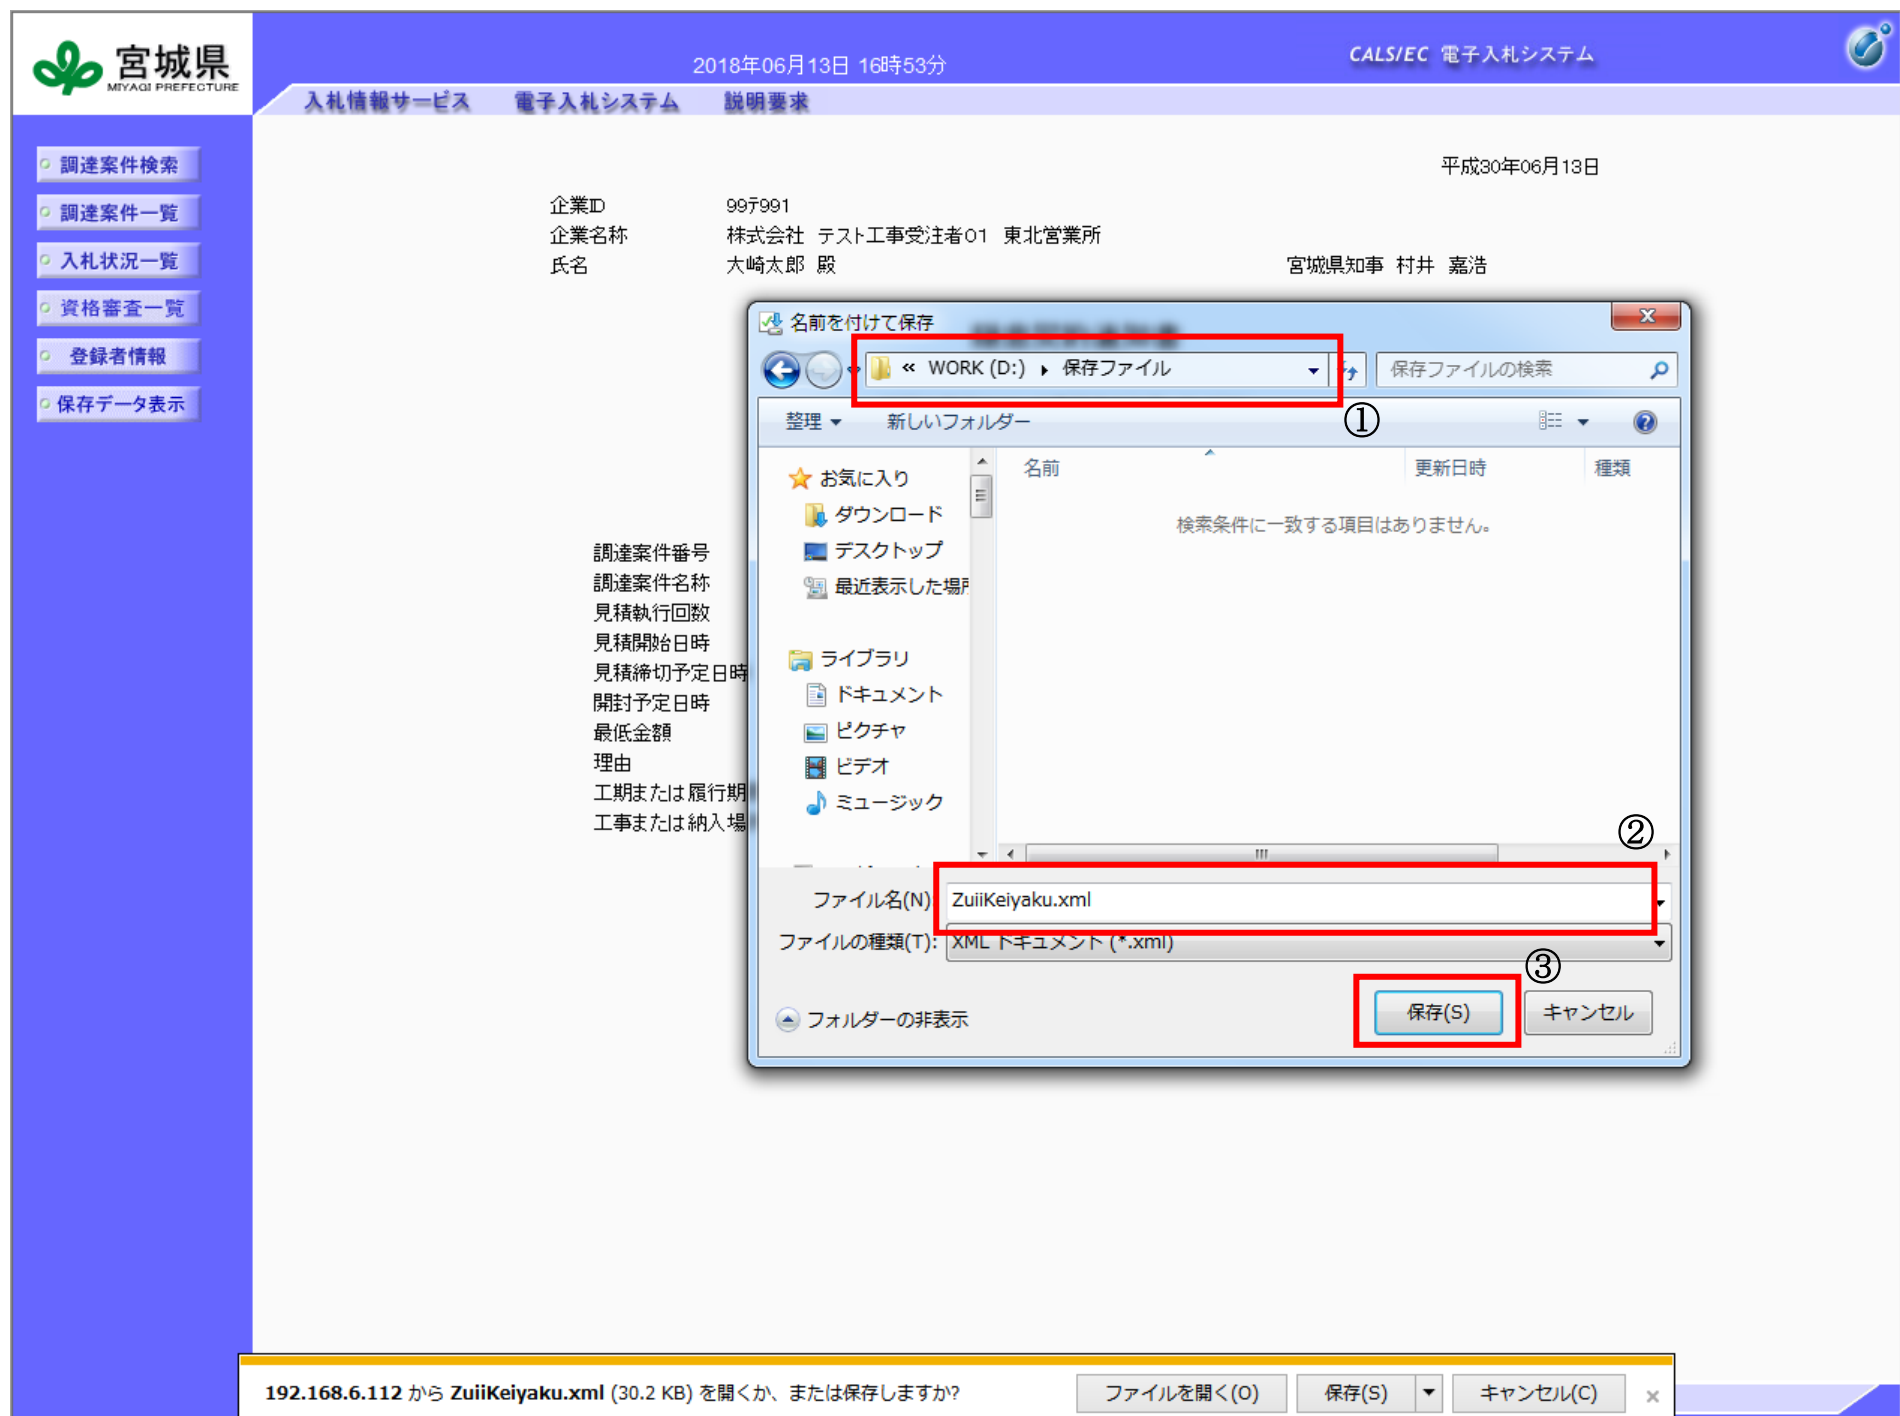 宮城県
MIYAGI PREFECTURE
2018年06月13日 16時53分
CALS/EC 電子入札システム
入札情報サービス 電子入札システム 説明要求
調達案件検索
調達案件一覧
入札状況一覧
資格審査一覧
登録者情報
保存データ表示
平成30年06月13日
企業ID 997991
企業名称 株式会社 テスト工事受注者01 東北営業所
氏名 大崎太郎 殿
宮城県知事 村井 嘉浩
調達案件番号
調達案件名称
見積執行回数
見積開始日時
見積締切予定日時
開封予定日時
最低金額
理由
工期または履行期
工事または納入場
名前を付けて保存
« WORK (D:) 保存ファイル
保存ファイルの検索
①
整理 新しいフォルダー
名前 更新日時 種類
検索条件に一致する項目はありません。
お気に入り
ダウンロード
デスクトップ
最近表示した場所
ライブラリ
ドキュメント
ピクチャ
ビデオ
ミュージック
②
ファイル名(N): ZuiiKeiyaku.xml
ファイルの種類(T): XML ドキュメント (*.xml)
③
フォルダーの非表示
保存(S) キャンセル
192.168.6.112 から ZuiiKeiyaku.xml (30.2 KB) を開くか、または保存しますか?
ファイルを開く(O) 保存(S) キャンセル(C) ×